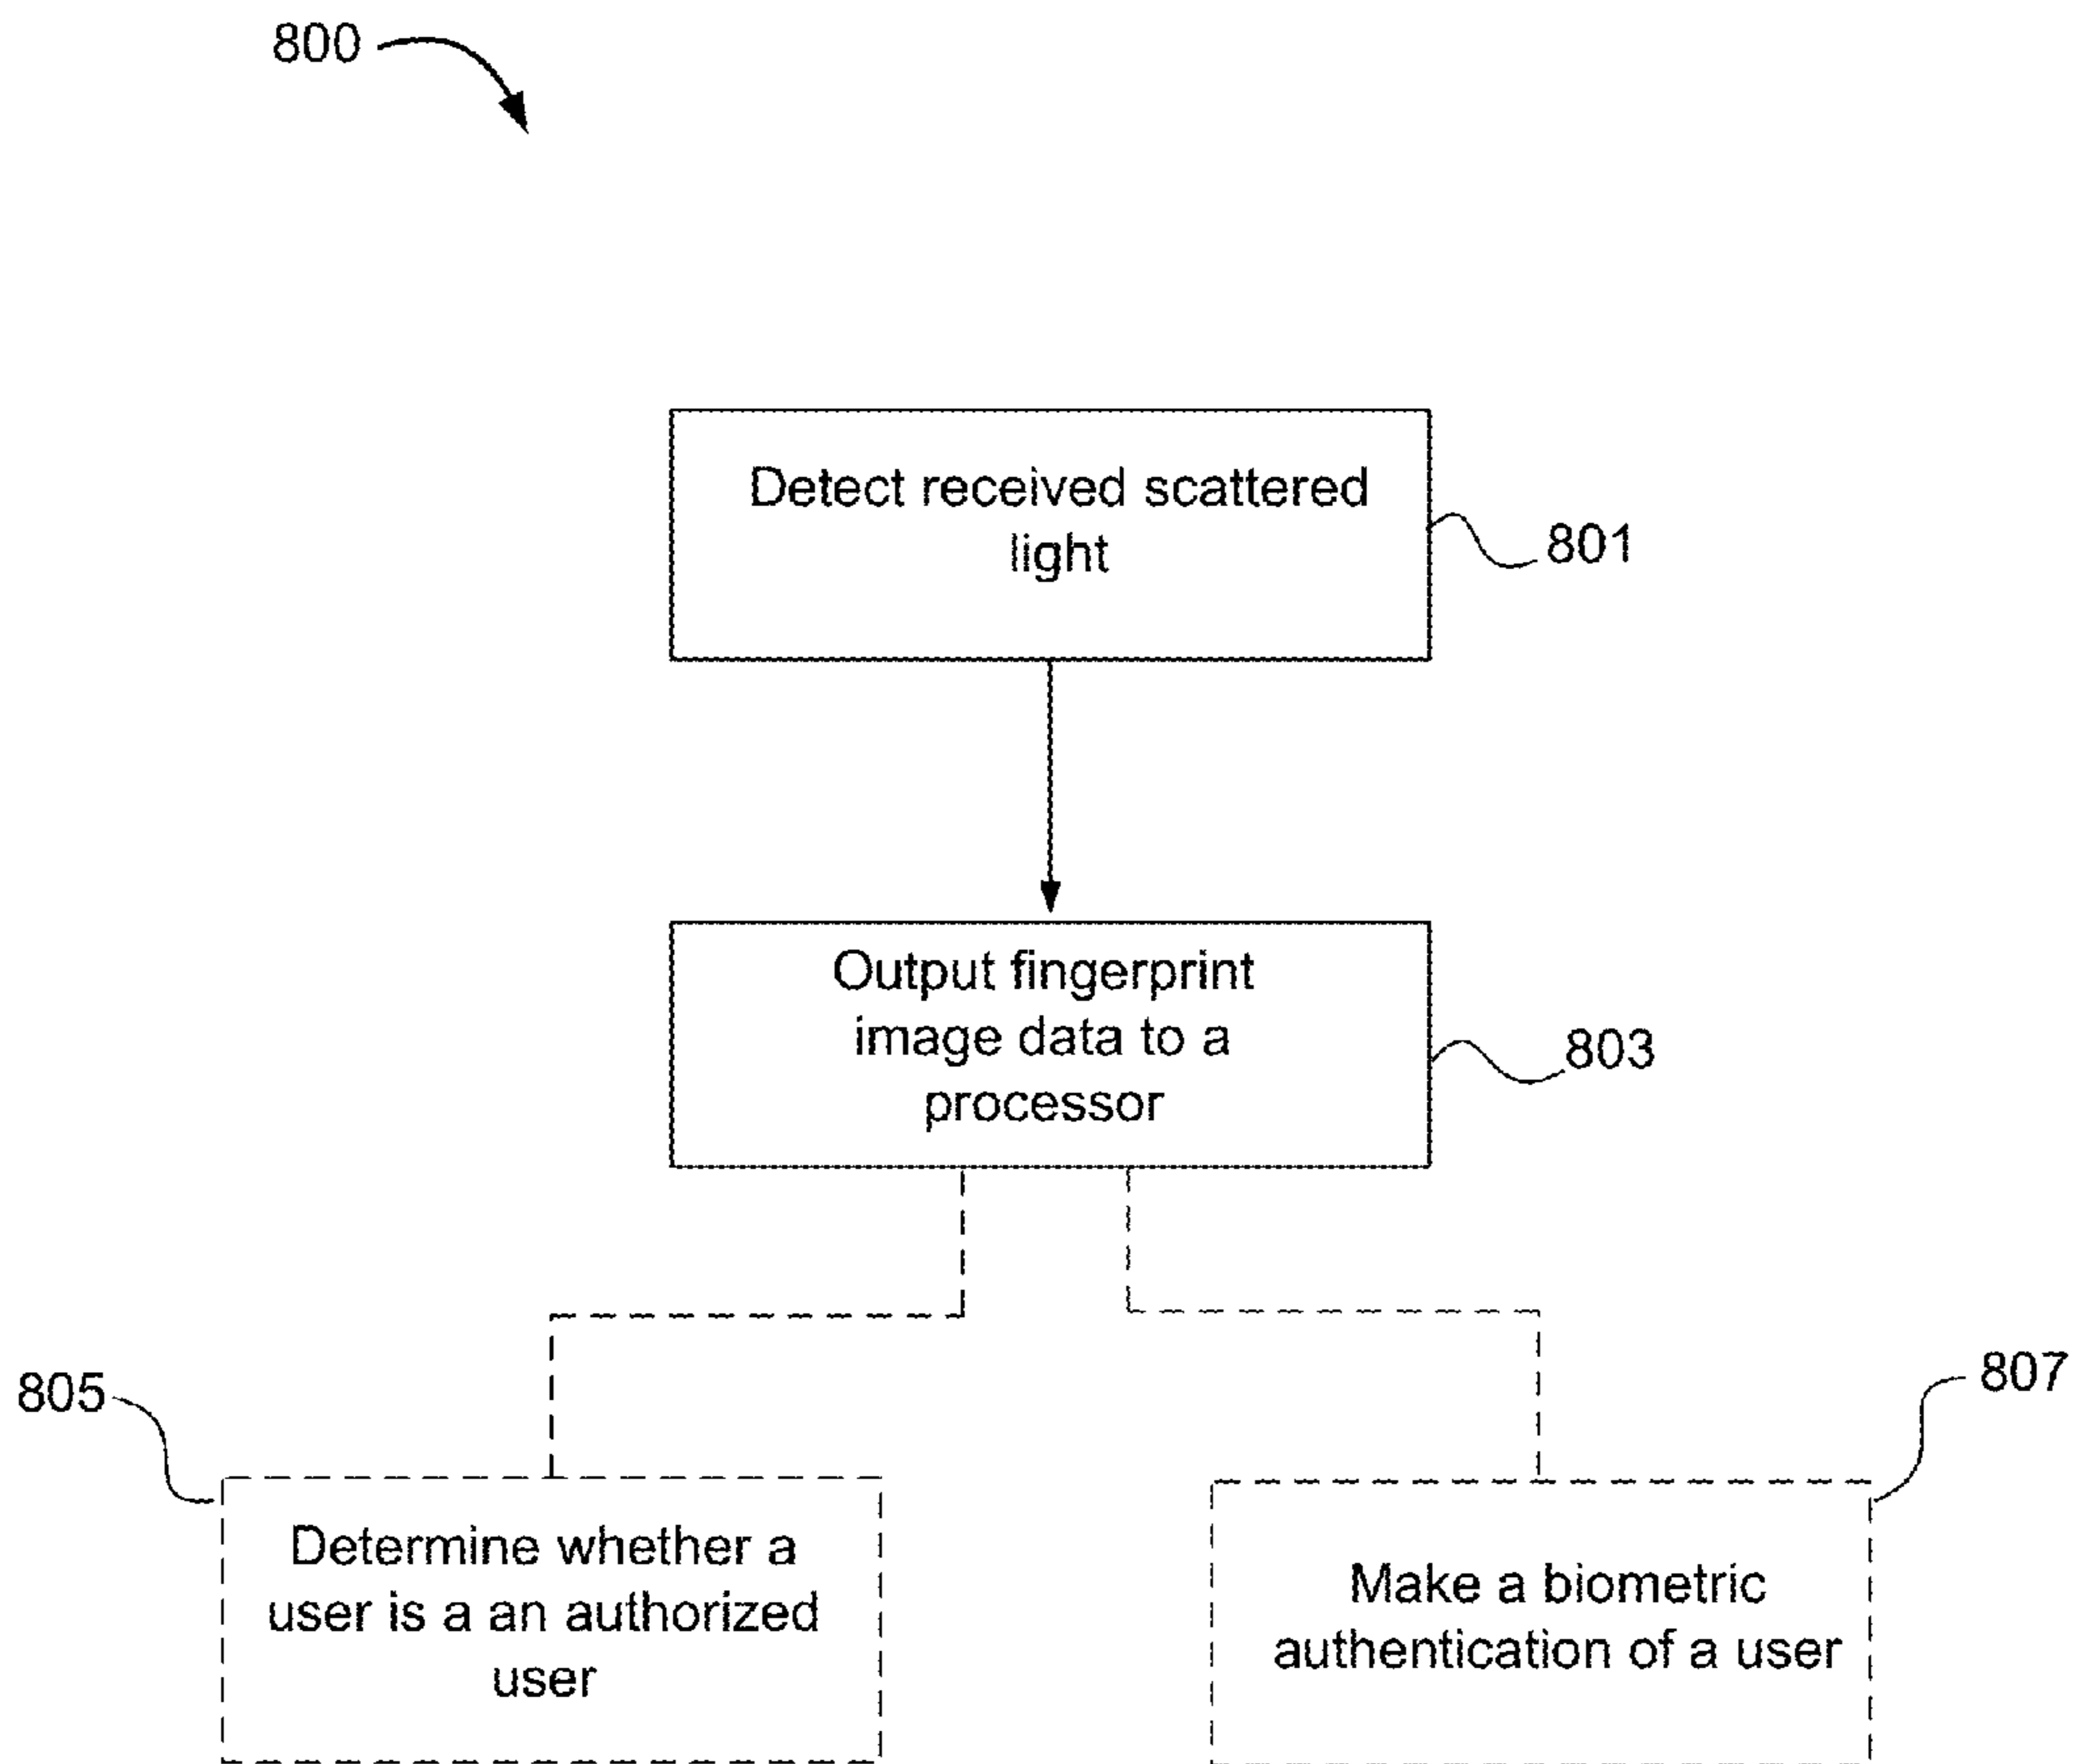 800
Detect received scattered
light
801
Output fingerprint
image data to a
processor
803
805
Determine whether a
user is a an authorized
user
807
Make a biometric
authentication of a user